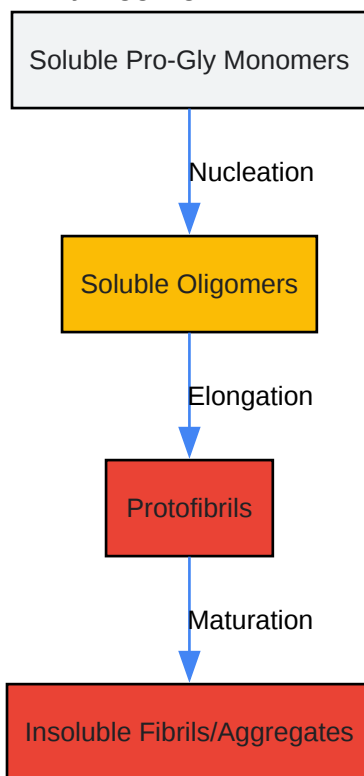 Soluble Pro-Gly Monomers
Nucleation
Soluble Oligomers
Elongation
Protofibrils
Maturation
Insoluble Fibrils/Aggregates